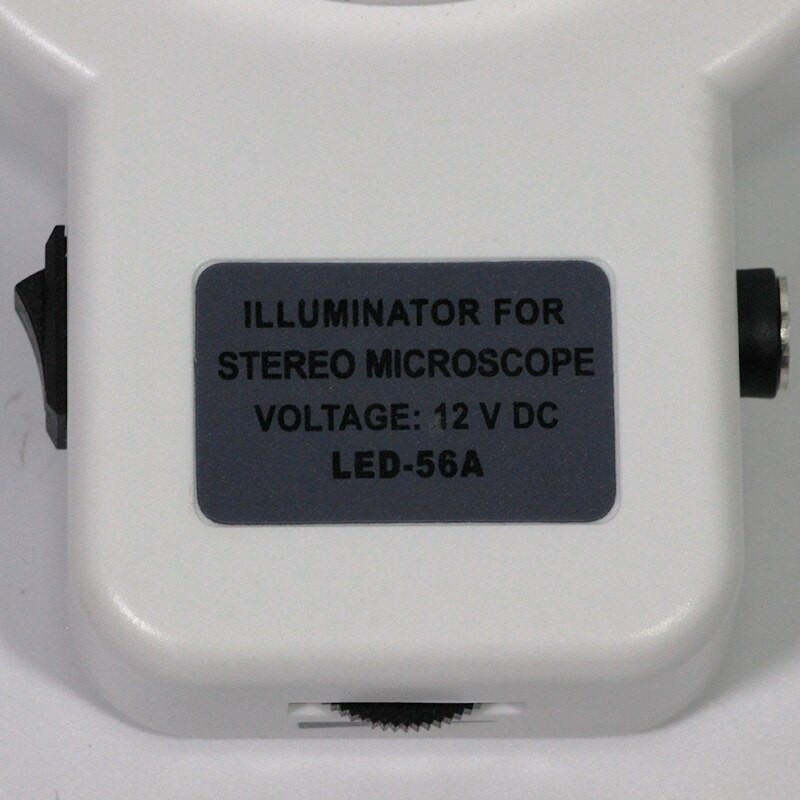 ILLUMINATOR FOR
STEREO MICROSCOPE
VOLTAGE: 12 V DC
LED-56A